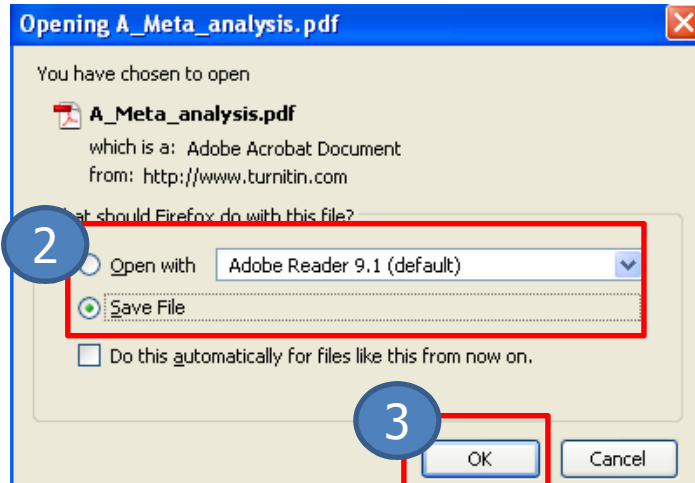 Opening A_Meta_analysis.pdf
You have chosen to open
A_Meta_analysis.pdf
which is a: Adobe Acrobat Document
from: http://www.turnitin.com
at should Firefox do with this file?
2
Open with Adobe Reader 9.1 (default)
Save File
Do this automatically for files like this from now on.
3
OK Cancel